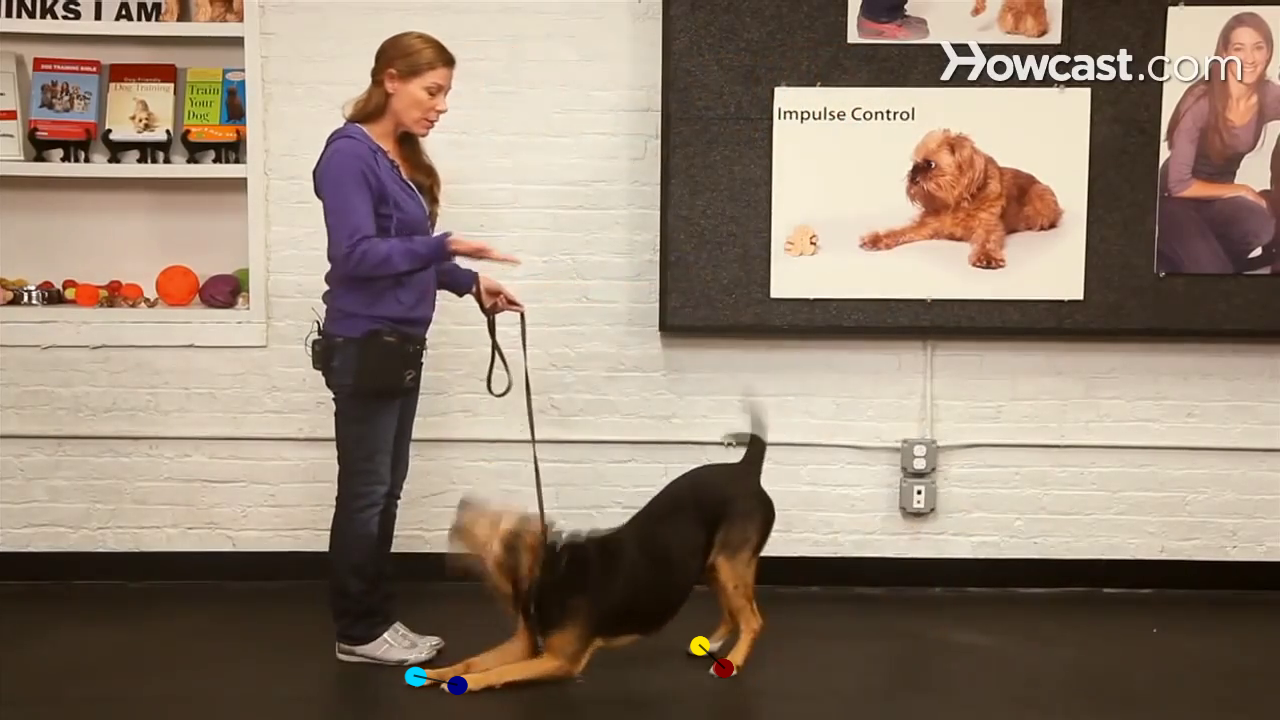 INKS I AM
DOG TRAINING BIBLE
Dog-Friendly
Dog Training
Train
Your
Dog
Howcast.com
Impulse Control